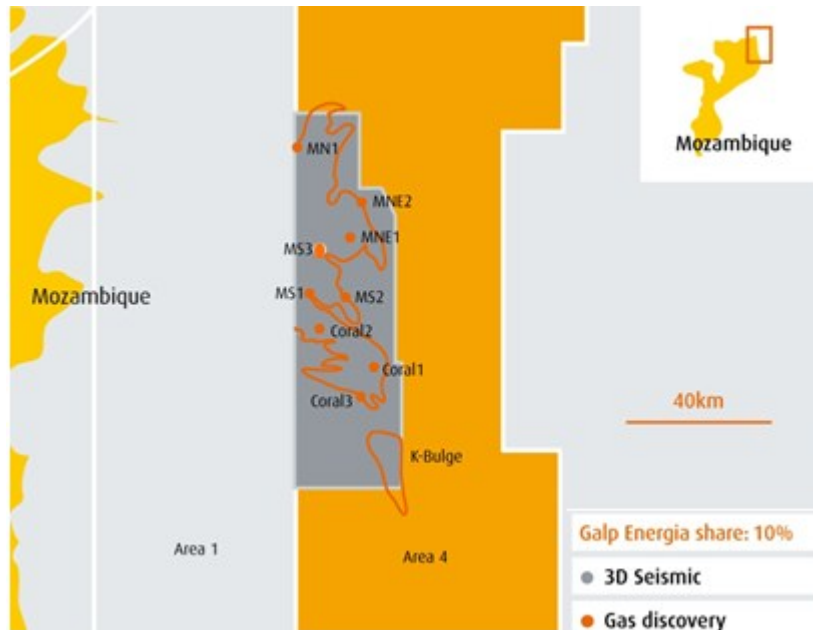 Mozambique
MN1
MNE2
MNE1
MS3
Mozambique
MS1
MS2
Coral2
Coral1
Coral3
40km
K-Bulge
Area 1
Area 4
Galp Energia share: 10%
3D Seismic
Gas discovery